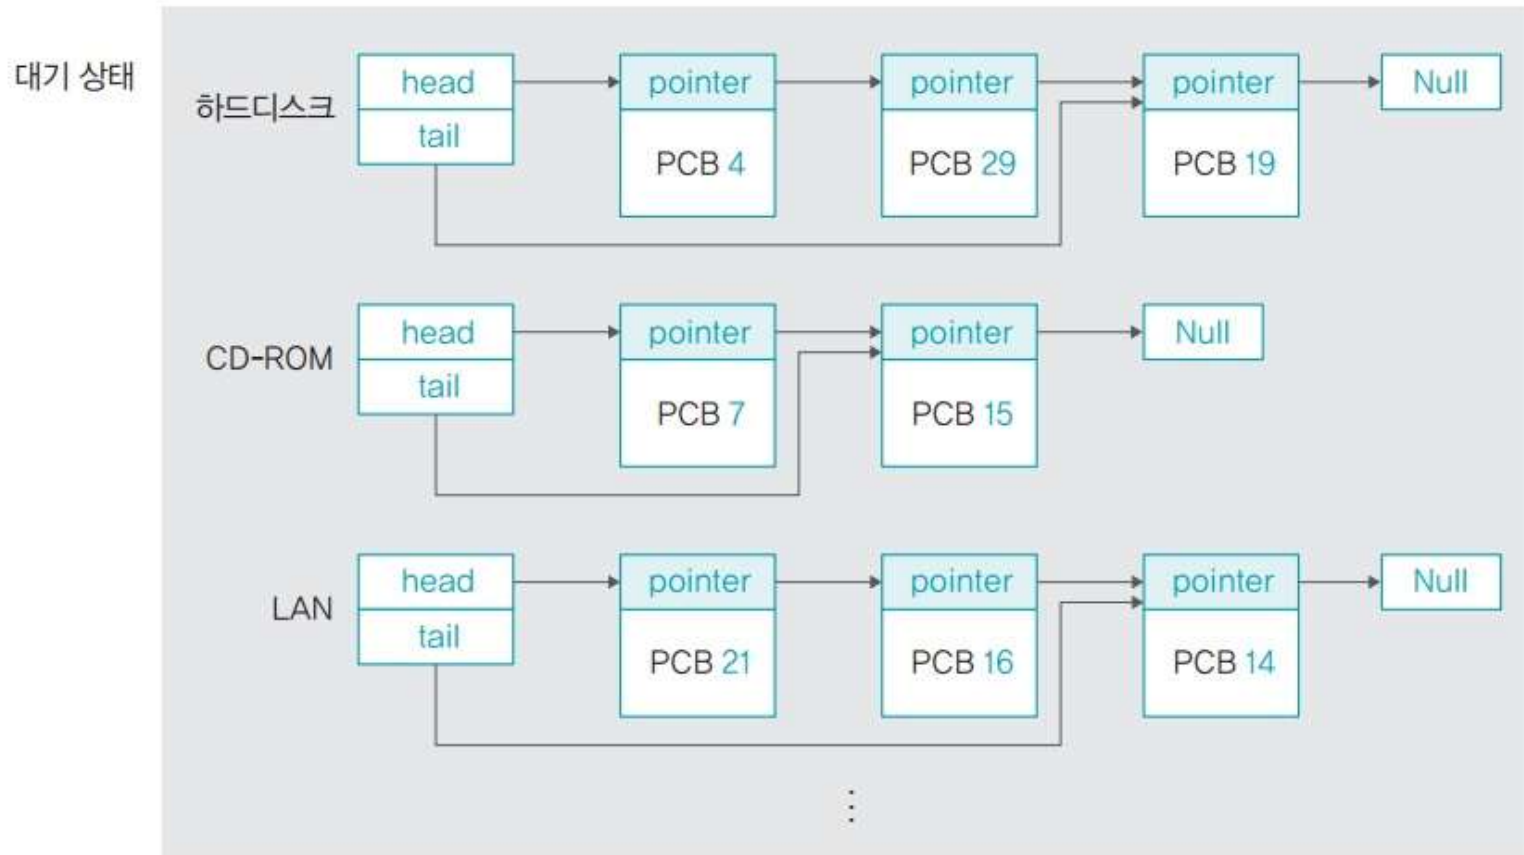 대기 상태
하드디스크
head
tail
pointer
PCB 4
pointer
PCB 29
pointer
PCB 19
Null
CD-ROM
head
tail
pointer
PCB 7
pointer
PCB 15
Null
LAN
head
tail
pointer
PCB 21
pointer
PCB 16
pointer
PCB 14
Null
⋮